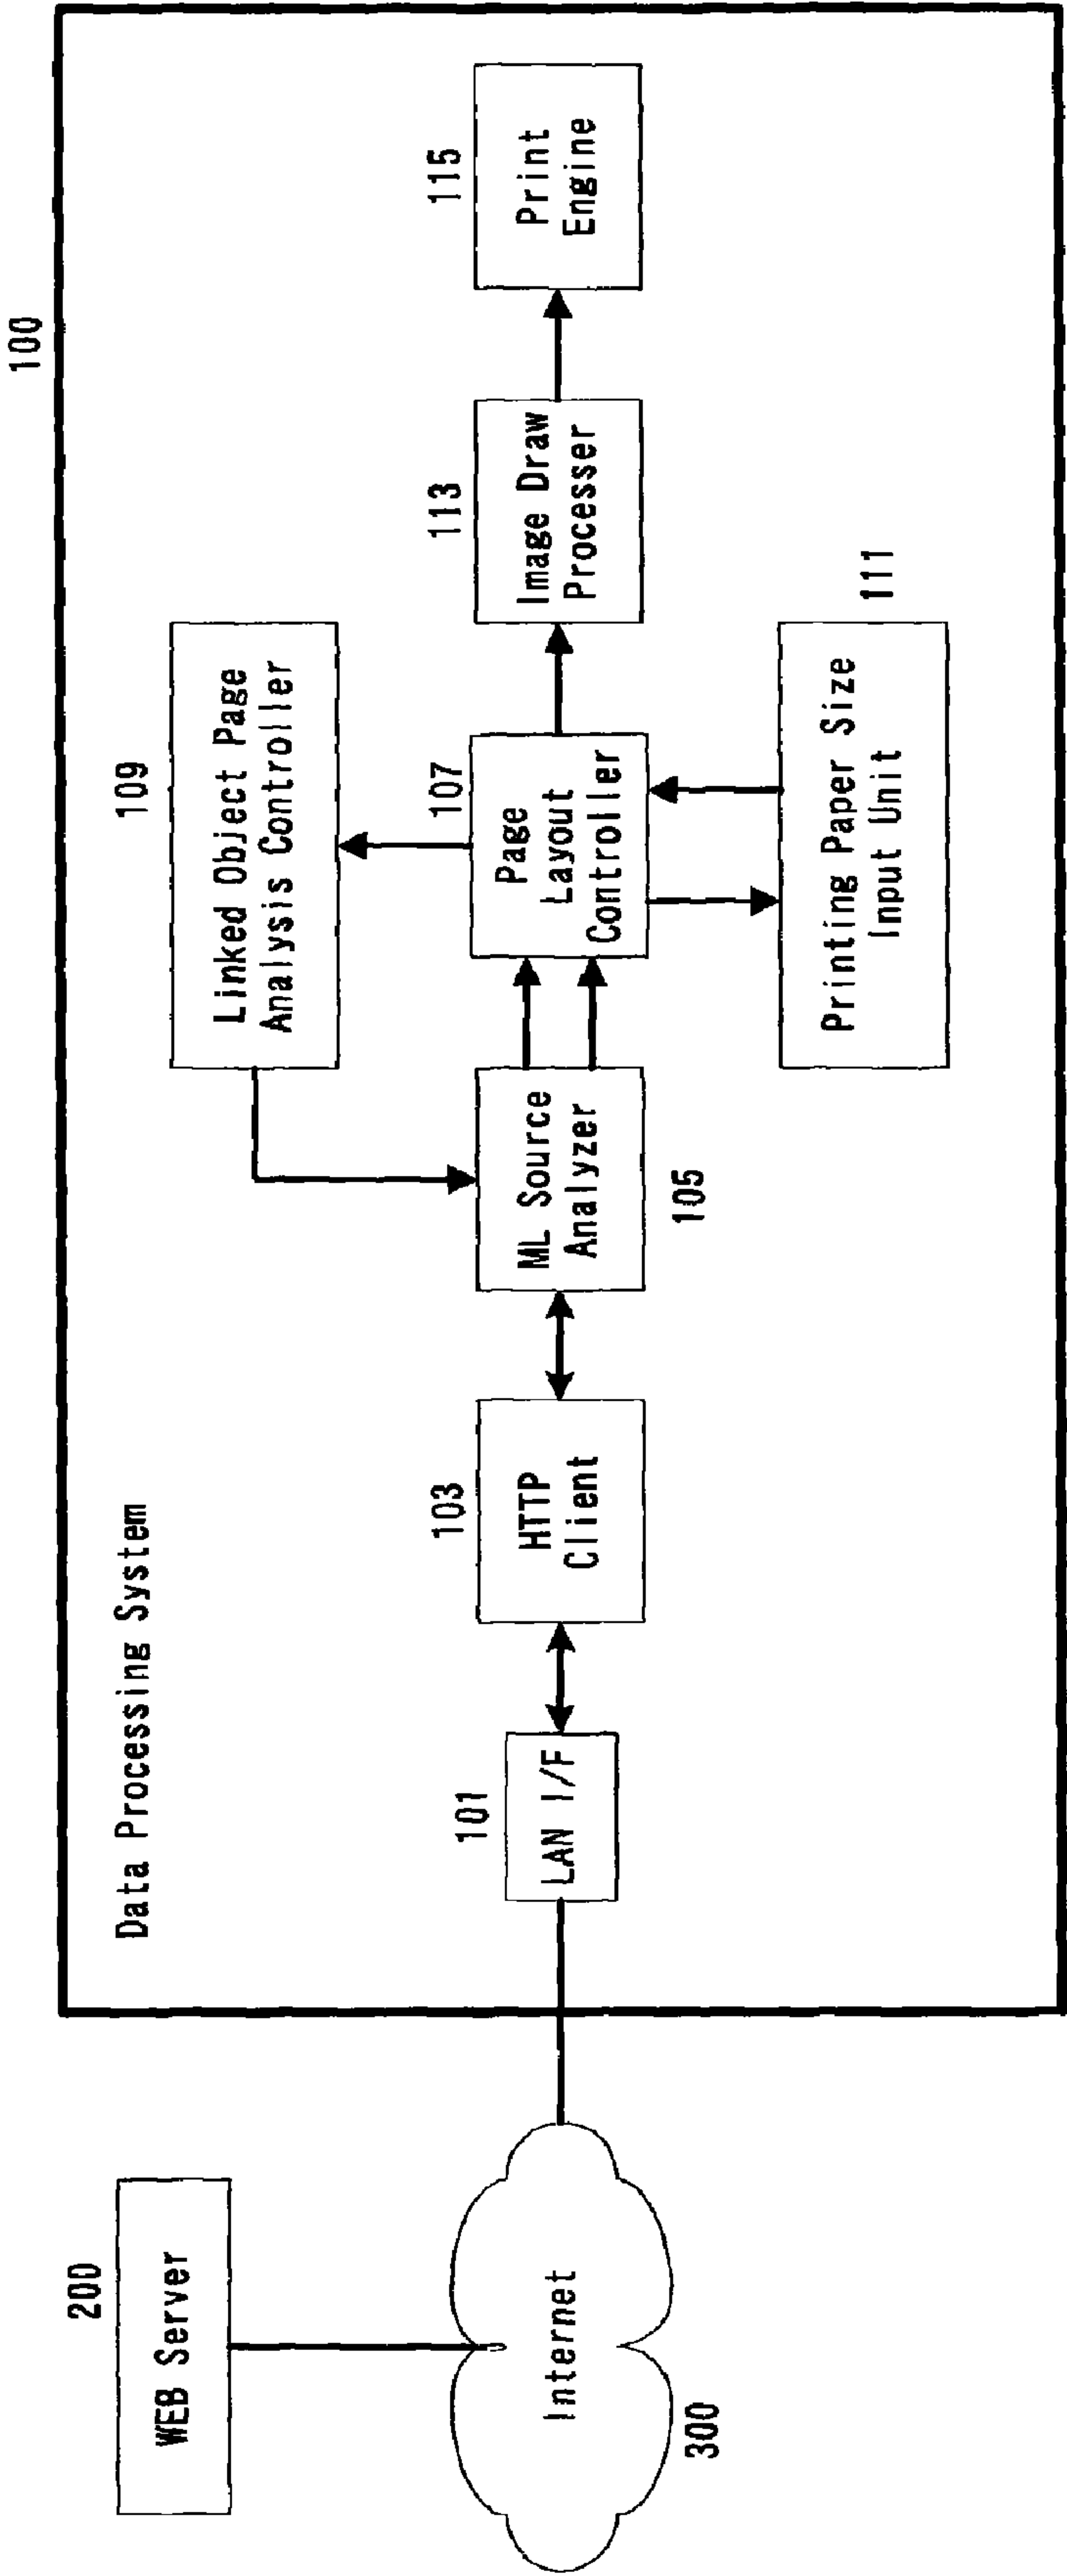 100
Data Processing System
200
WEB Server
Internet
300
101
LAN I/F
103
HTTP
Client
ML Source
Analyzer
105
109
Linked Object Page
Analysis Controller
107
Page
Layout
Controller
Printing Paper Size
Input Unit
111
113
Image Draw
Processer
115
Print
Engine